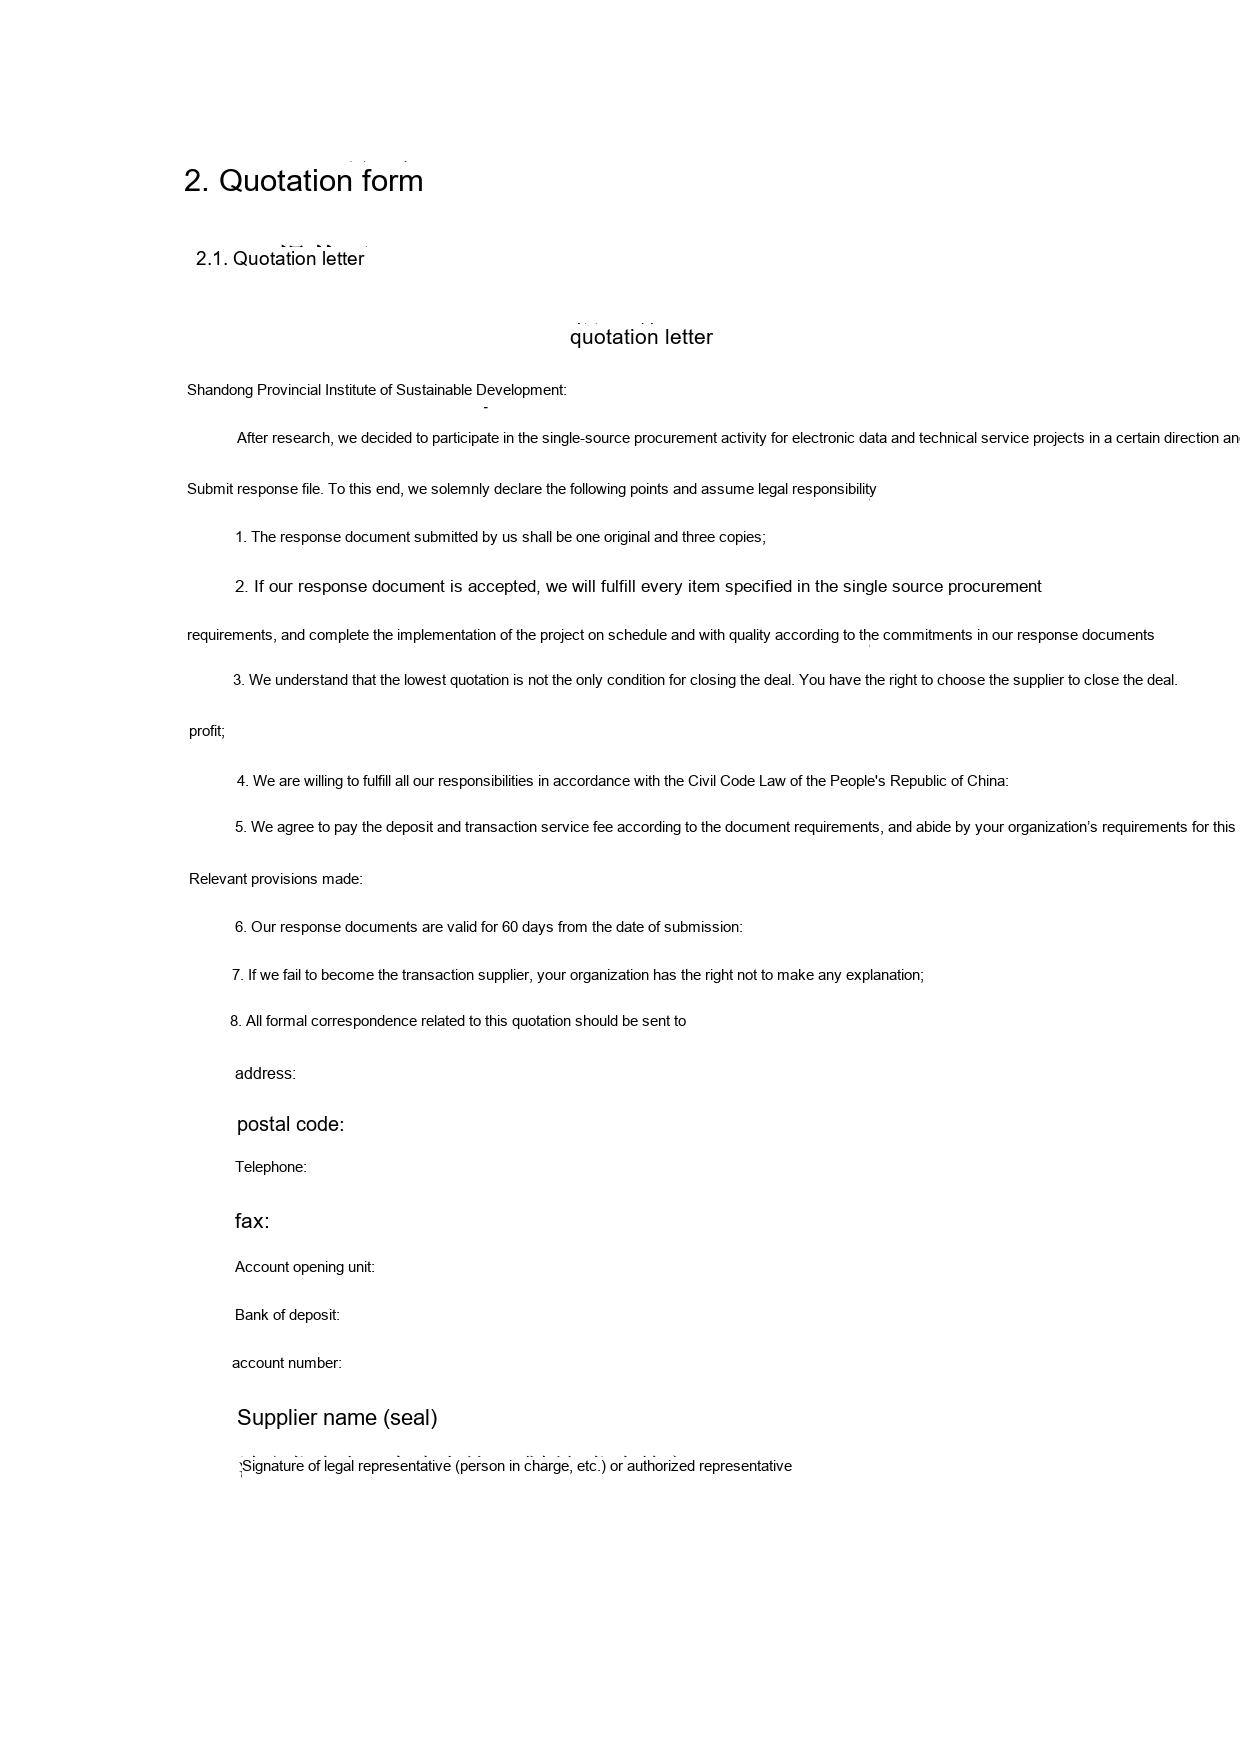 2. Quotation form
2.1. Quotation letter
quotation letter
Shandong Provincial Institute of Sustainable Development:
After research, we decided to participate in the single-source procurement activity for electronic data and technical service projects in a certain direction
Submit response file. To this end, we solemnly declare the following points and assume legal responsibility
1. The response document submitted by us shall be one original and three copies;
2. If our response document is accepted, we will fulfill every item specified in the single source procurement
requirements, and complete the implementation of the project on schedule and with quality according to the commitments in our response documents
3. We understand that the lowest quotation is not the only condition for closing the deal. You have the right to choose the supplier to close the deal.
profit;
4. We are willing to fulfill all our responsibilities in accordance with the Civil Code Law of the People's Republic of China:
5. We agree to pay the deposit and transaction service fee according to the document requirements, and abide by your organization’s requirements for this
Relevant provisions made:
6. Our response documents are valid for 60 days from the date of submission:
7. If we fail to become the transaction supplier, your organization has the right not to make any explanation;
8. All formal correspondence related to this quotation should be sent to
address:
postal code:
Telephone:
fax:
Account opening unit:
Bank of deposit:
account number:
Supplier name (seal)
Signature of legal representative (person in charge, etc.) or authorized representative